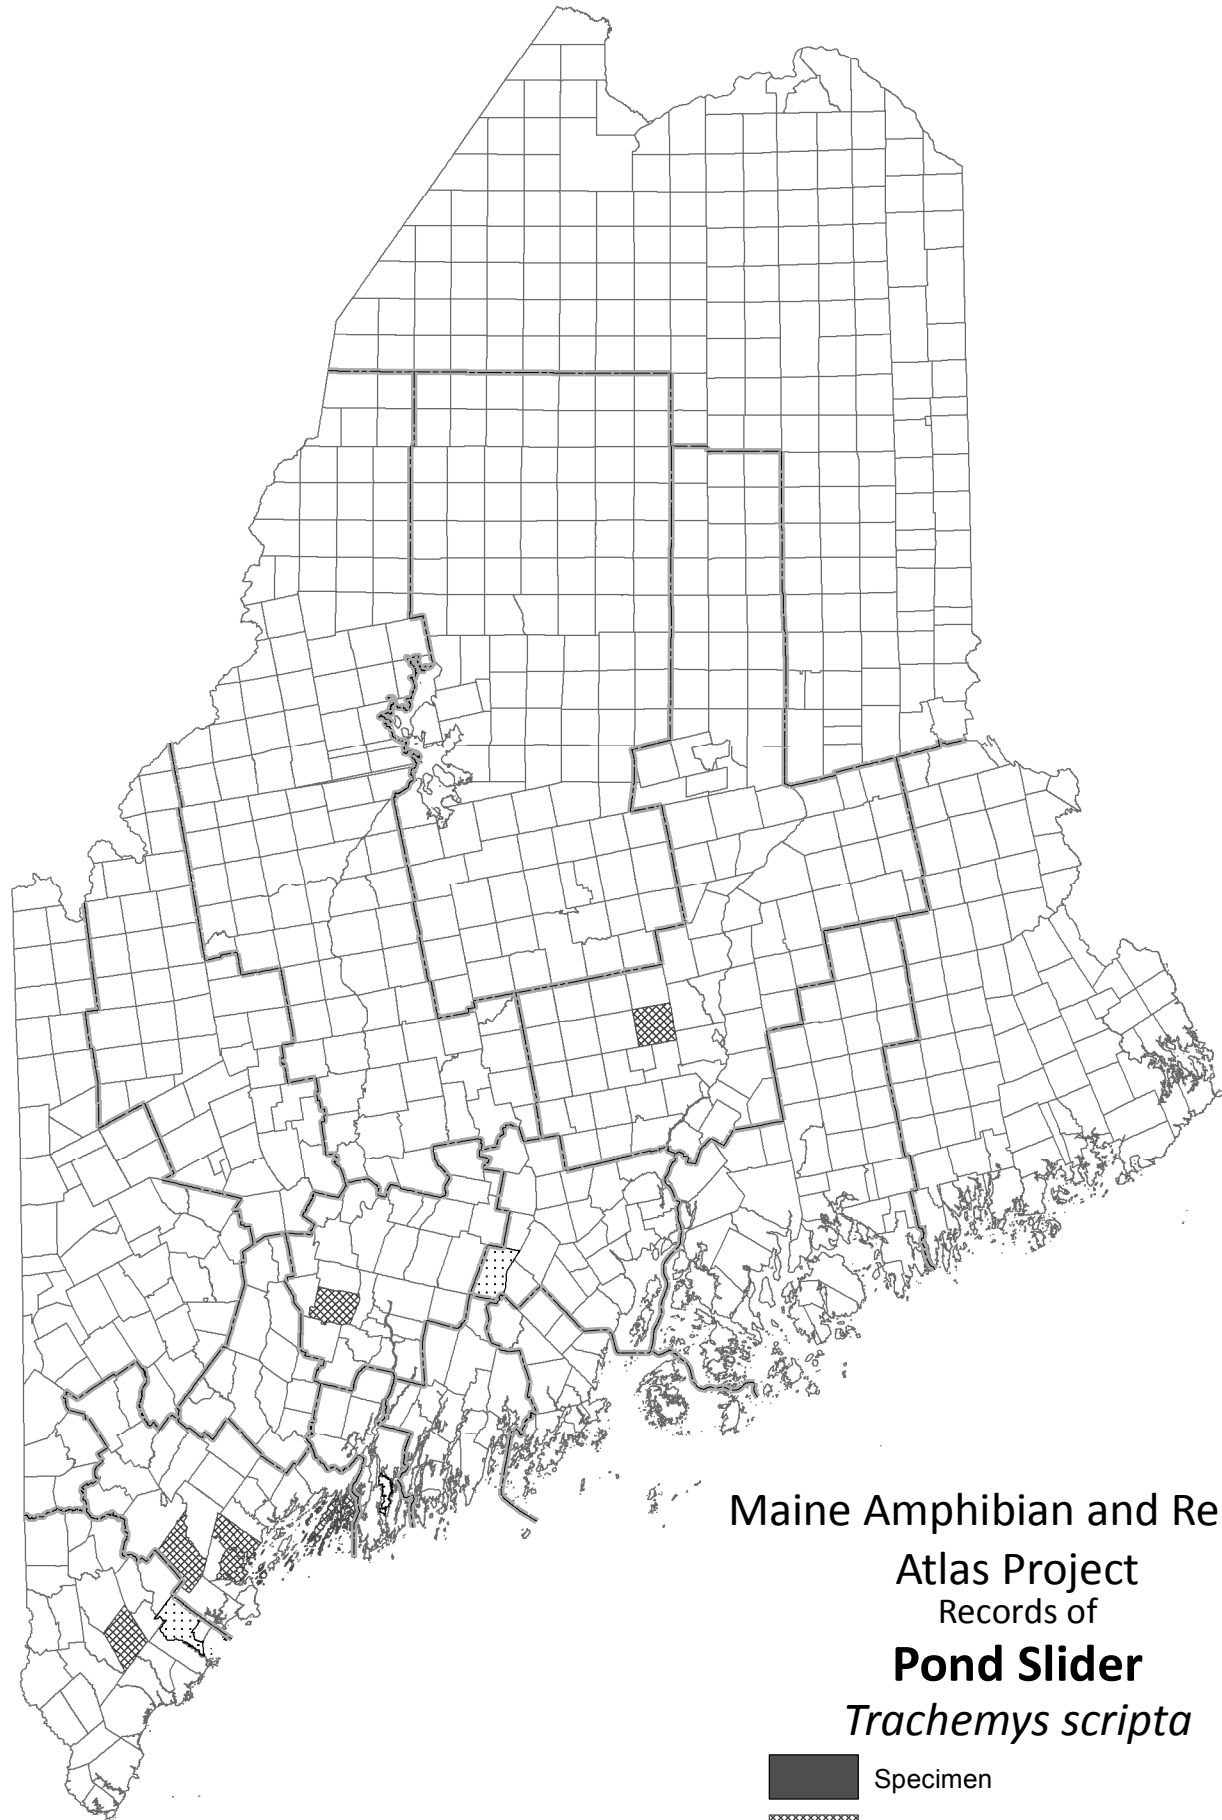 Maine Amphibian and Re
Atlas Project
Records of
Pond Slider
Trachemys scripta
Specimen